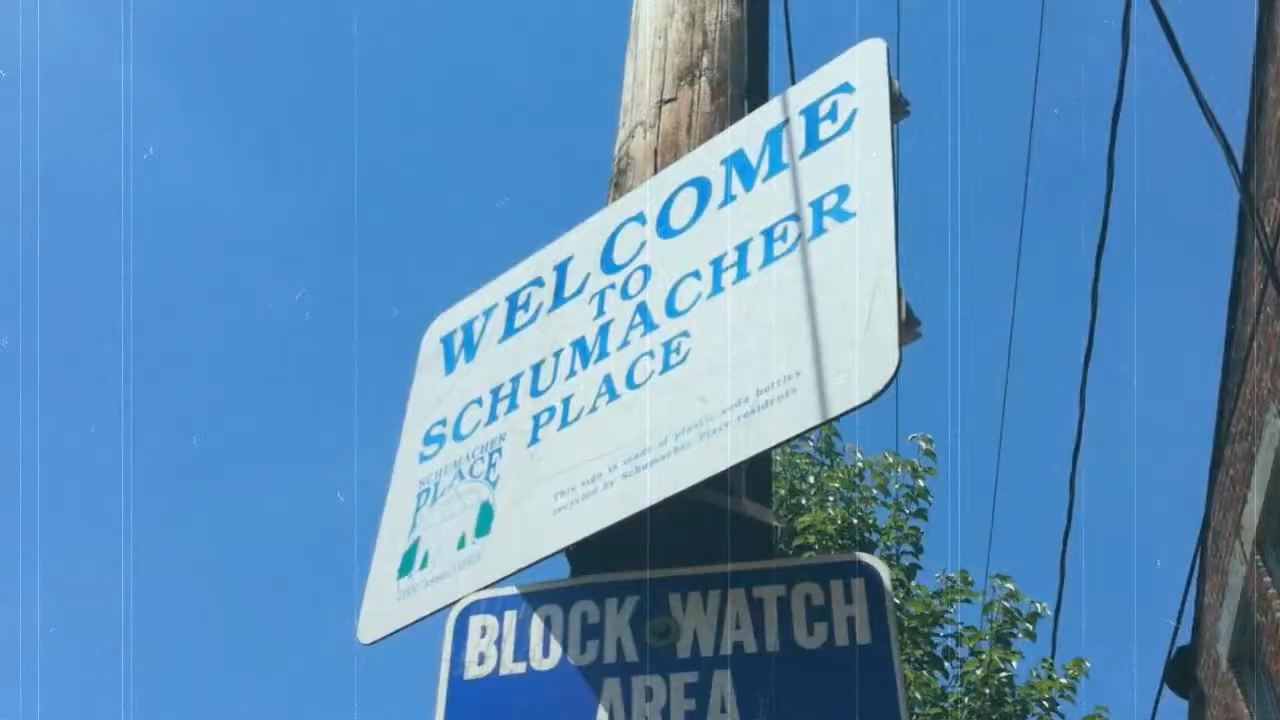 WELCOME
TO
SCHUMACHER
PLACE
This sign is made of plastic soda bottles
recycled by Schumacher Place residents
SCHUMACHER
PLACE
BLOCK WATCH
AREA